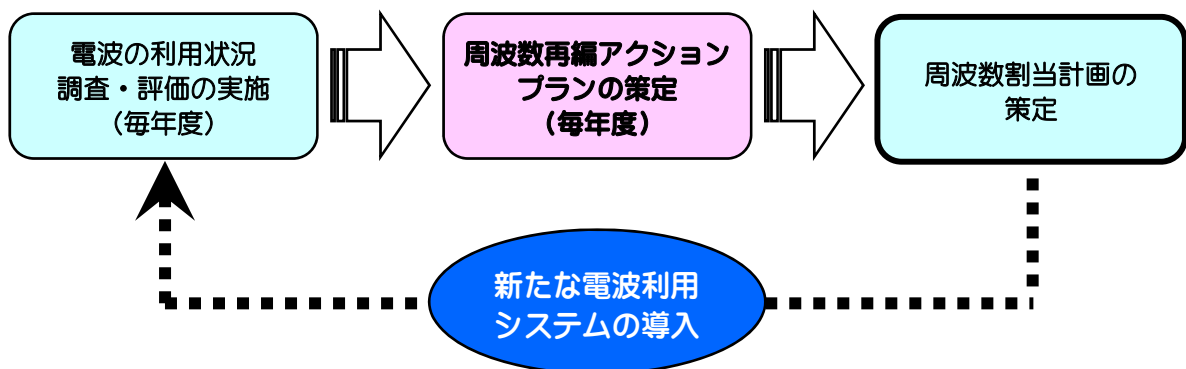 電波の利用状況
調査・評価の実施
（毎年度）
周波数再編アクション
プランの策定
（毎年度）
周波数割当計画の
策定
新たな電波利用
システムの導入